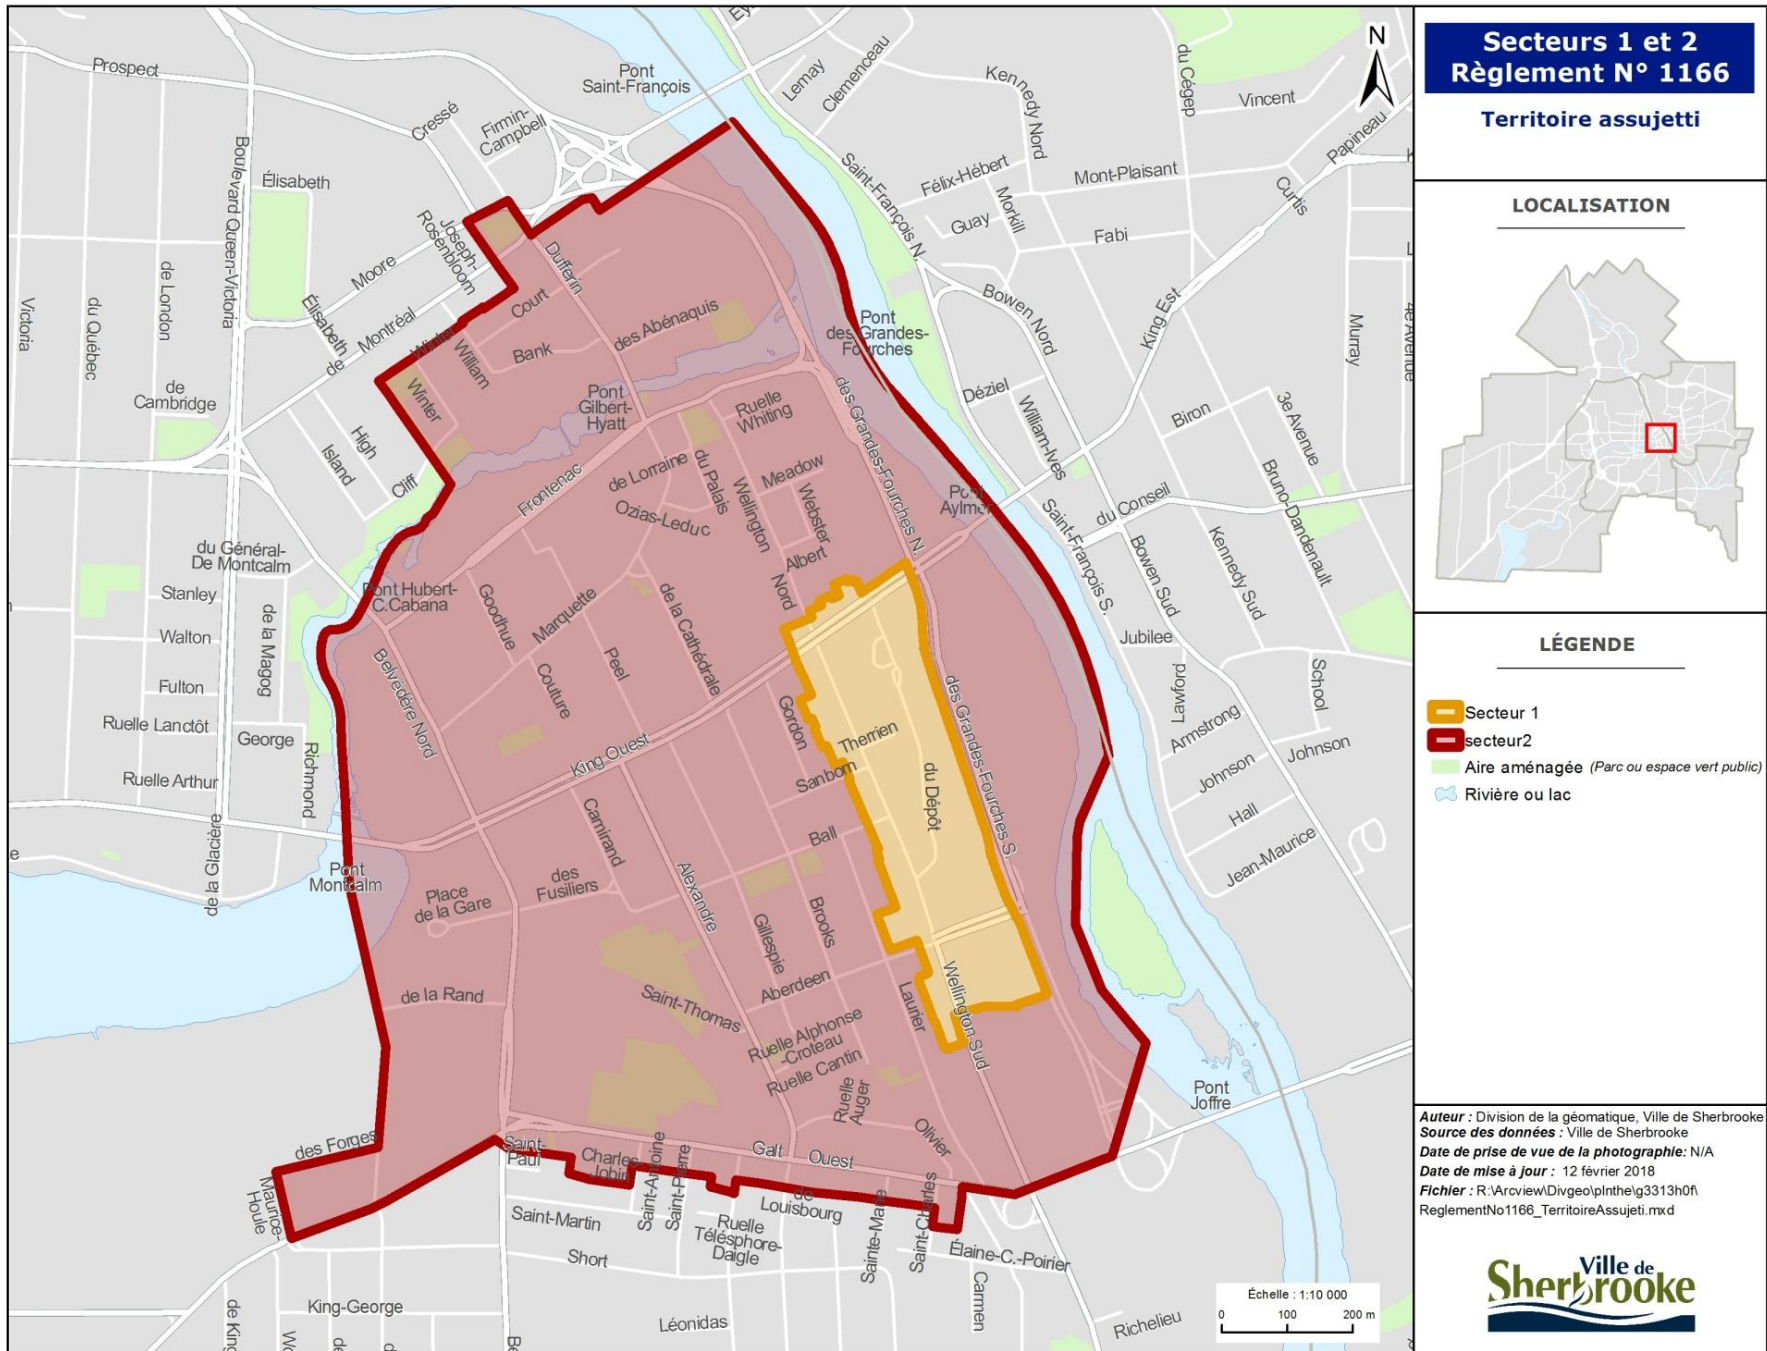 Secteurs 1 et 2
Règlement N° 1166
Territoire assujetti
LOCALISATION
LÉGENDE
Secteur 1
secteur2
Aire aménagée (Parc ou espace vert public)
Rivière ou lac
Auteur : Division de la géomatique, Ville de Sherbrooke
Source des données : Ville de Sherbrooke
Date de prise de vue de la photographie: N/A
Date de mise à jour : 12 février 2018
Fichier : R:\Arcview\Divgeo\plnthe\g3313h0f\
ReglementNo1166_TerritoireAssujeti.mxd
Ville de
Sherbrooke
N
Échelle : 1:10 000
0 100 200 m
Prospect
Cressé
Firmin-
Campbell
Pont
Saint-François
Lemay
Clemenceau
Kennedy Nord
du Cégep
Vincent
Papineau
Boulevard Queen-Victoria
Élisabeth
Joseph-
Rosenbloom
Moore
Dufferin
Saint-François N.
Félix-Hébert
Mont-Plaisant
Curtis
Morkill
Guay
Fabi
Victoria
du Québec
de London
Élisabeth
de Montréal
Court
Winter
William
Bank
des Abénaquis
Pont
des Grandes-
Fourches
Bowen Nord
King Est
Murray
4e Avenue
de
Cambridge
Winter
Pont
Gilbert-
Hyatt
Ruelle
Whiting
des Grandes-Fourches N.
Déziel
William-Ives
Biron
3e Avenue
High
Island
Cliff
Frontenac
de Lorraine
du Palais
Wellington
Nord
Meadow
Webster
Ozias-Leduc
Albert
Pont
Aylmer
Saint-François S.
du Conseil
Bruno-Dandenault
Bowen Sud
Kennedy Sud
du Général-
De Montcalm
Stanley
Walton
de la Magog
Pont Hubert-
C.Cabana
Goodhue
Marquette
de la Cathédrale
Jubilee
Fulton
Ruelle Lanctôt
George
Ruelle Arthur
Richmond
Belvédère Nord
Couture
Peel
Gordon
des Grandes-Fourches S.
Lawford
School
Armstrong
Johnson
Johnson
Therrien
King Ouest
Sanborn
du Dépôt
Hall
Jean-Maurice
de la Glacière
Pont
Montcalm
Camirand
Ball
Place
de la Gare
des
Fusiliers
Alexandre
Gillespie
Brooks
de la Rand
Saint-Thomas
Aberdeen
Laurier
Wellington Sud
Ruelle Alphonse
-Croteau
Ruelle Cantin
Ruelle
Auger
Pont
Joffre
des Forges
Maurice-
Houle
Saint-
Paul
Charles-
Jobin
Saint-Antoine
Saint-Pierre
Galt Ouest
Olivier
de
Louisbourg
Sainte-Marie
Saint-Charles
Saint-Martin
Ruelle
Télésphore-
Daigle
Short
Élaine-C.-Poirier
Carmen
King-George
Léonidas
Richelieu